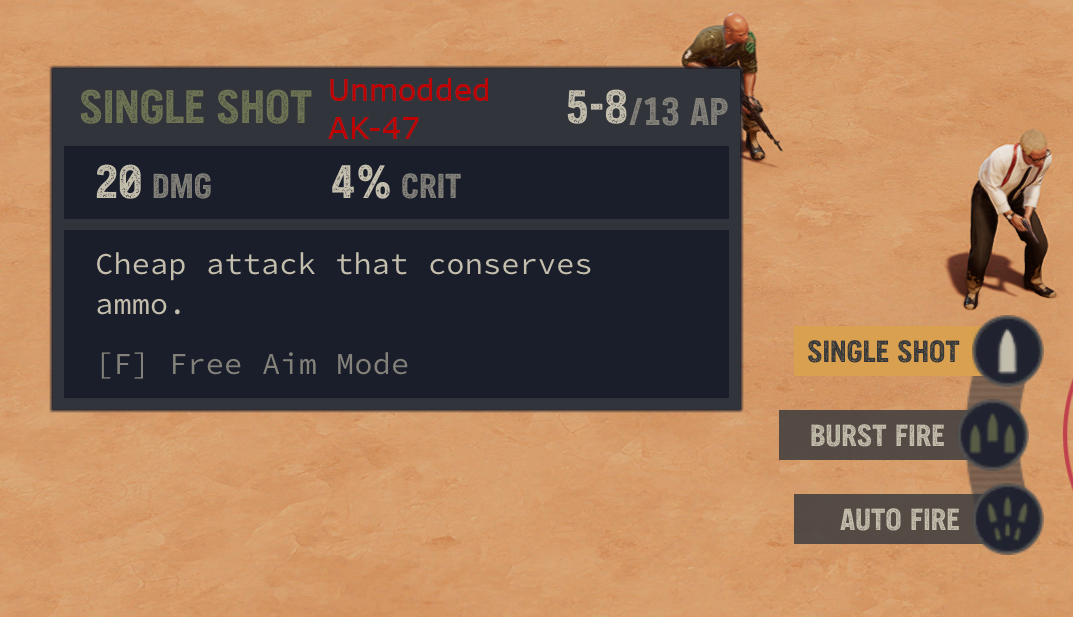 SINGLE SHOT Unmodded 5-8/13 AP
AK-47
20 DMG 4% CRIT
Cheap attack that conserves
ammo.
[F] Free Aim Mode
SINGLE SHOT
BURST FIRE
AUTO FIRE